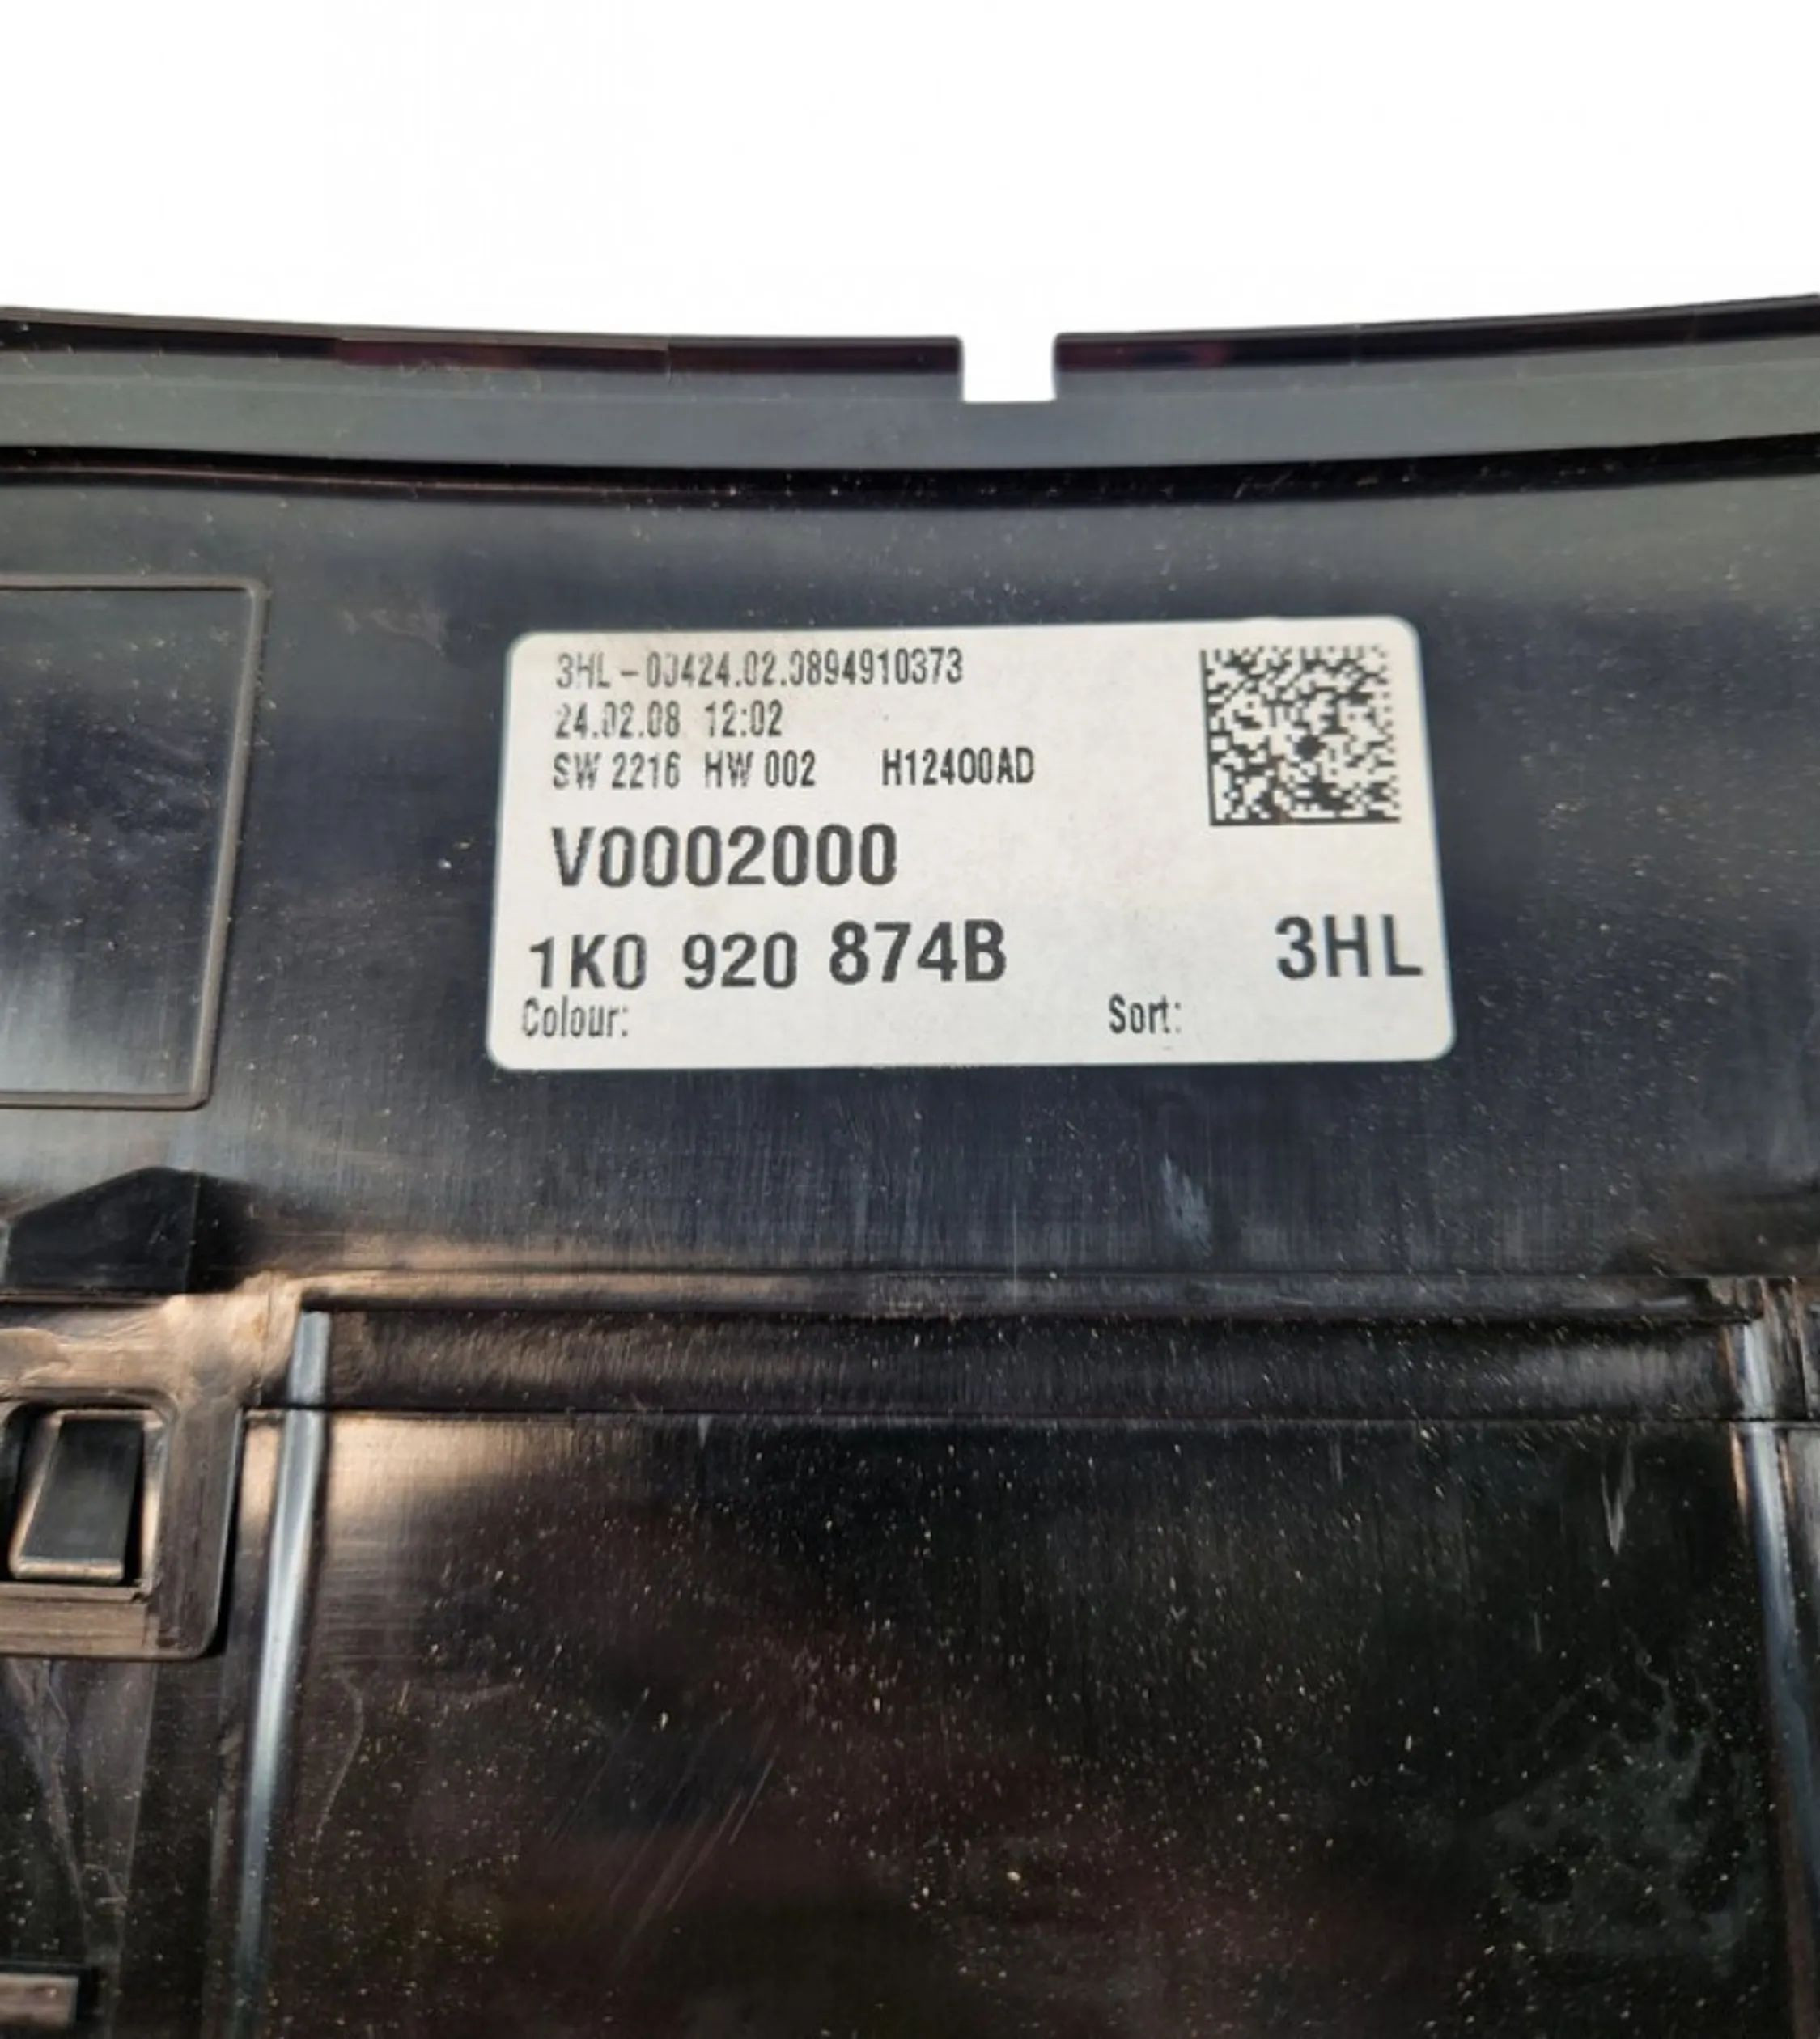 3HL-00424.02.0894910373
24.02.08 12:02
SW 2216 HW 002 H12400AD
V0002000
1K0 920 874B 3HL
Colour: Sort: